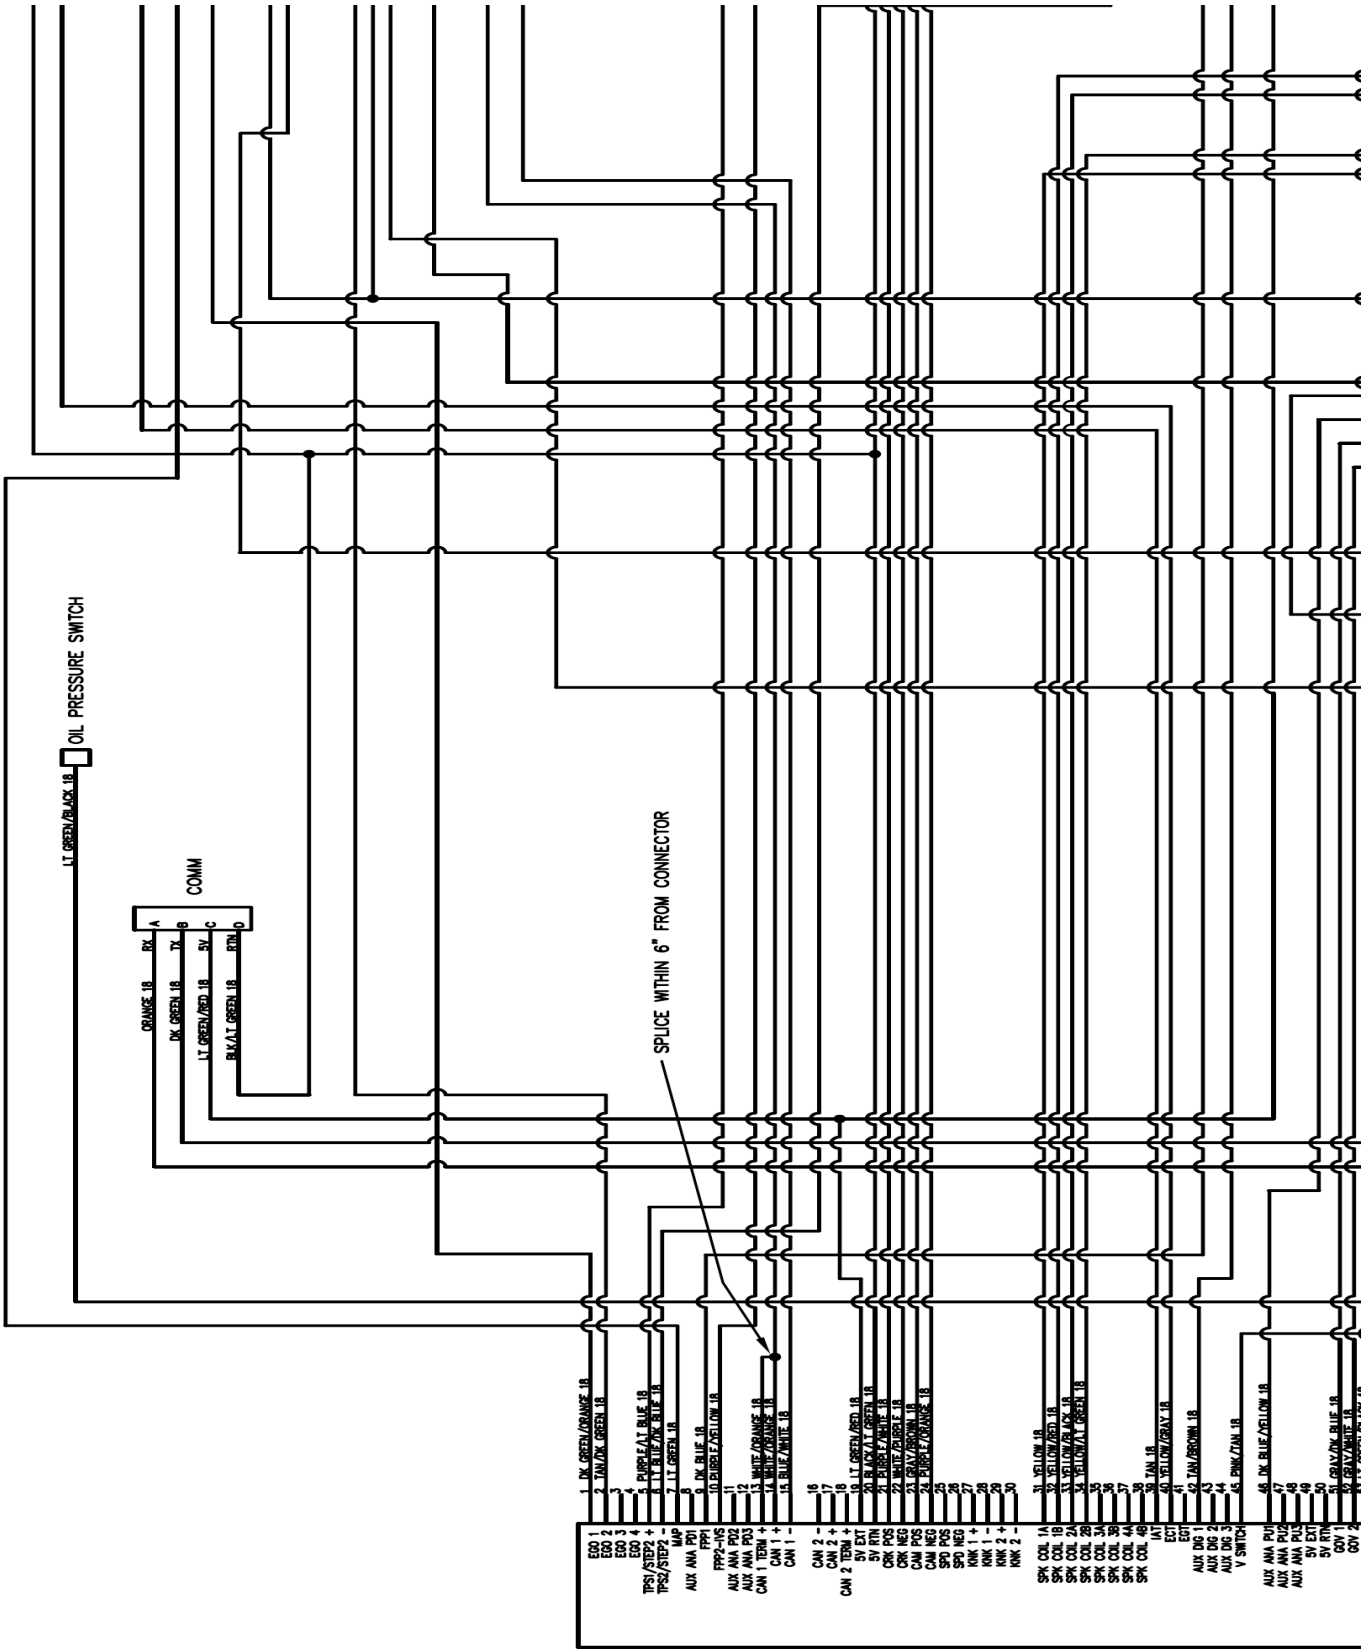 OIL PRESSURE SWITCH
LT GREEN/BLACK 18
COMM
A
B
C
D
RX
TX
5V
RTN
ORANGE 18
DK GREEN 18
LT GREEN/RED 18
BLK/LT GREEN 18
SPLICE WITHIN 6" FROM CONNECTOR
EGO 1 1 DK GREEN/ORANGE 18
EGO 2 2 TAN/DK GREEN 18
EGO 3 3
EGO 4 4
TPS1/STEP2 + 5 PURPLE/LT BLUE 18
TPS2/STEP2 - 6 LT BLUE/DK BLUE 18
MAP 7 LT GREEN 18
AUX ANA PD1 8
FPP1 9 DK BLUE 18
FPP2-IVS 10 PURPLE/YELLOW 18
AUX ANA PD2 11
AUX ANA PD3 12
CAN 1 TERM + 13 WHITE/ORANGE 18
CAN 1 + 14 WHITE/ORANGE 18
CAN 1 - 15 BLUE/WHITE 18
CAN 2 - 16
CAN 2 + 17
CAN 2 TERM + 18
5V EXT 19 LT GREEN/RED 18
5V RTN 20 BLACK/LT GREEN 18
CRK POS 21 PURPLE/WHITE 18
CRK NEG 22 WHITE/PURPLE 18
CAM POS 23 GRAY/BROWN 18
CAM NEG 24 PURPLE/ORANGE 18
SPD POS 25
SPD NEG 26
KNK 1 + 27
KNK 1 - 28
KNK 2 + 29
KNK 2 - 30
SPK COIL 1A 31 YELLOW 18
SPK COIL 1B 32 YELLOW/RED 18
SPK COIL 2A 33 YELLOW/BLACK 18
SPK COIL 2B 34 YELLOW/LT GREEN 18
SPK COIL 3A 35
SPK COIL 3B 36
SPK COIL 4A 37
SPK COIL 4B 38
IAT 39 TAN 18
ECT 40 YELLOW/GRAY 18
EGT 41
AUX DIG 1 42 TAN/BROWN 18
AUX DIG 2 43
AUX DIG 3 44
V SWITCH 45 PINK/TAN 18
AUX ANA PU1 46 DK BLUE/YELLOW 18
AUX ANA PU2 47
AUX ANA PU3 48
5V EXT 49
5V RTN 50
GOV 1 51 GRAY/DK BLUE 18
GOV 2 52 GRAY/WHITE 18